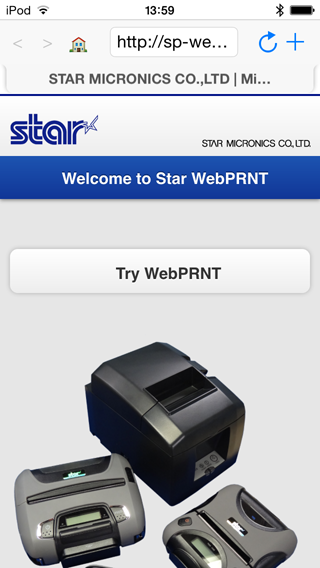 iPod 13:59
http://sp-we...
STAR MICRONICS CO.,LTD | Mi...
star
STAR MICRONICS CO., LTD.
Welcome to Star WebPRNT
Try WebPRNT